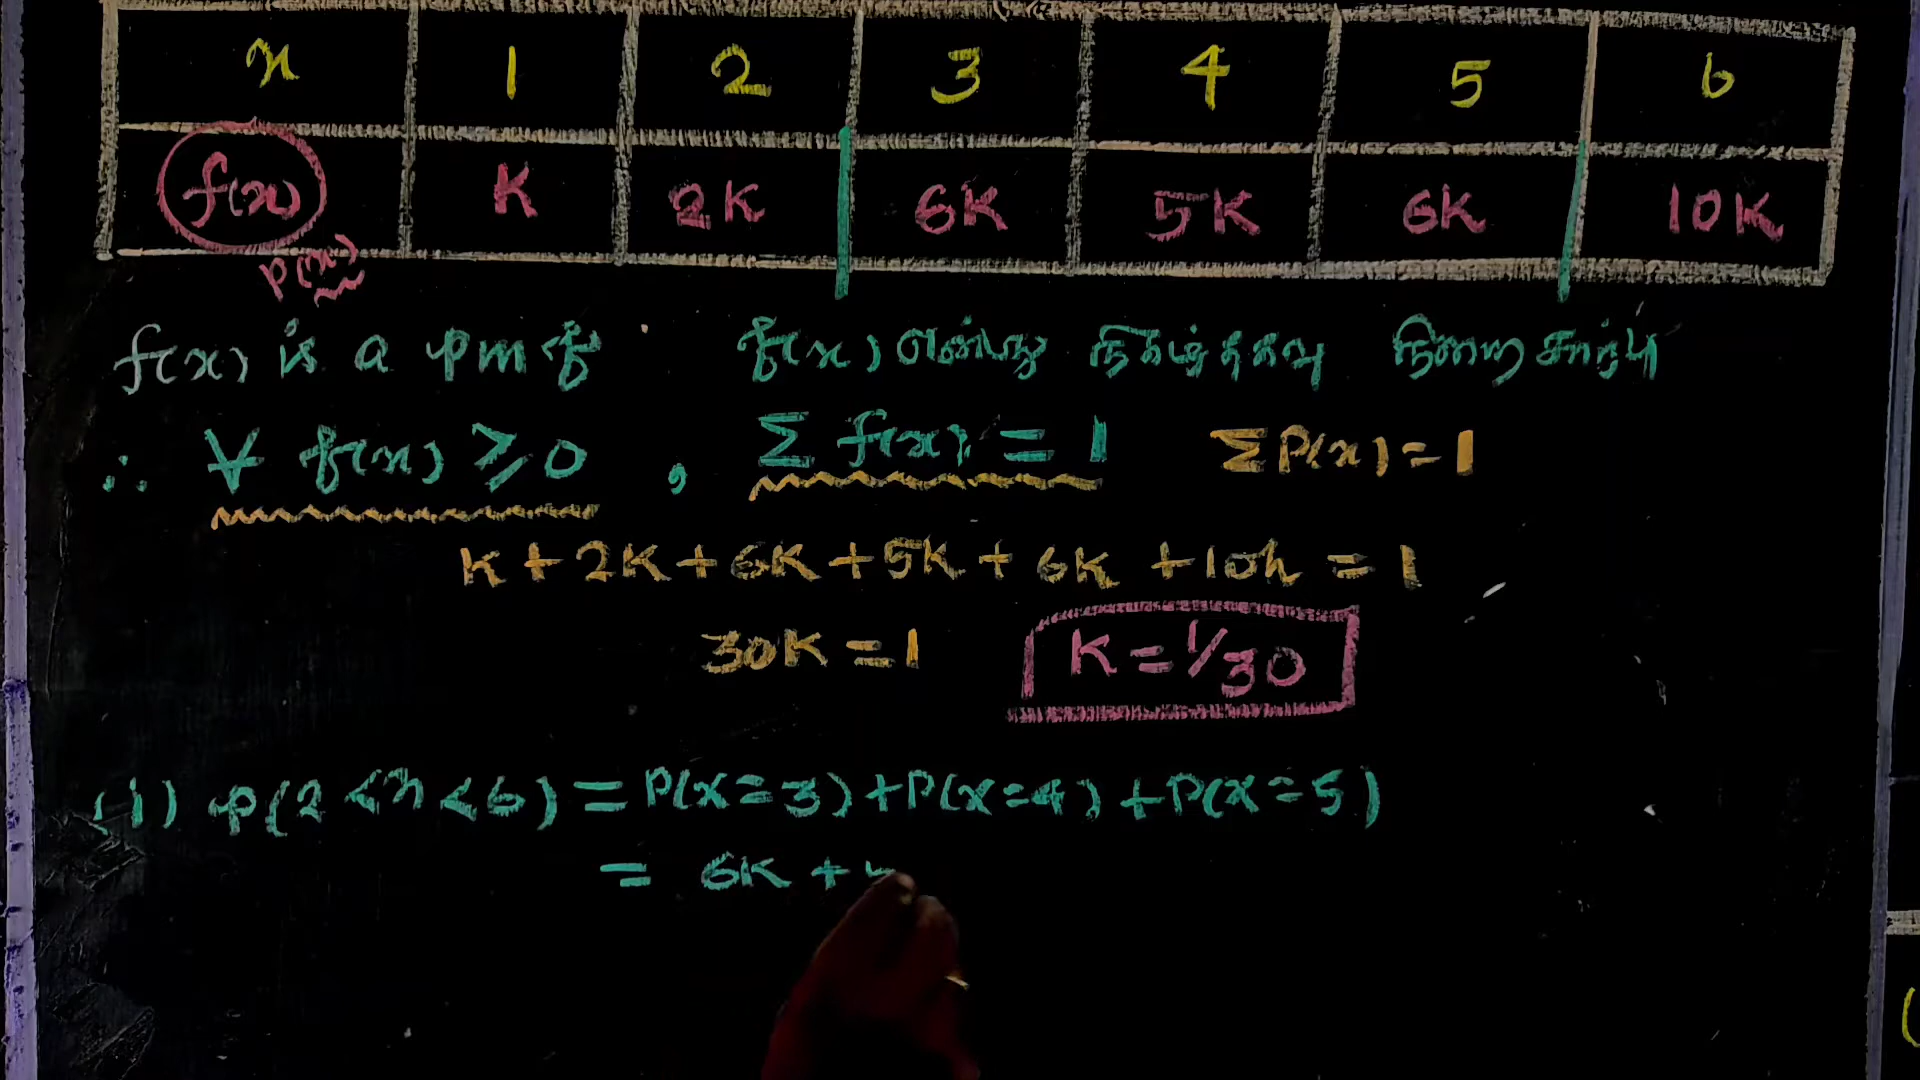 x 1 2 3 4 5 6
f(x) K 2K 6K 5K 6K 10K
P(x)
f(x) is a pmf f(x) என்பது நிகழ்தகவு நிறை சார்பு
∴ ∀ f(x) ≥ 0 , Σ f(x) = 1 Σ P(x) = 1
K + 2K + 6K + 5K + 6K + 10k = 1
30K = 1 K = 1/30
(i) P(2 < x < 6) = P(X=3) + P(X=4) + P(X=5)
= 6K +